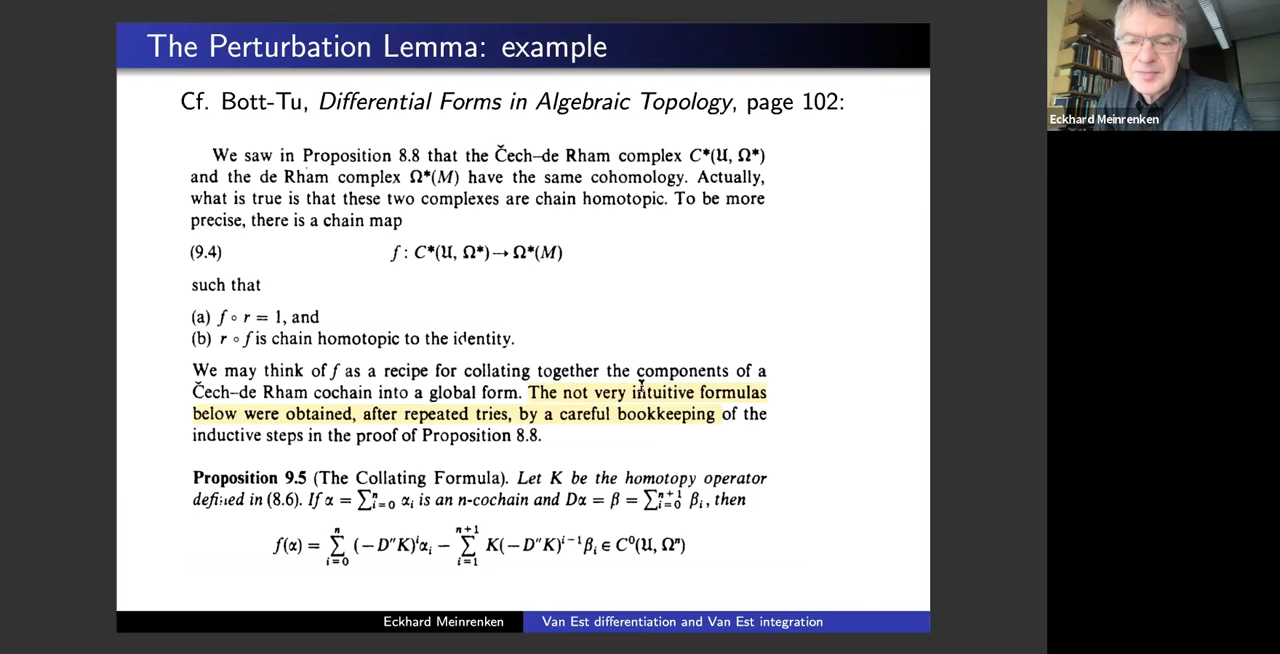 The Perturbation Lemma: example
Cf. Bott-Tu, Differential Forms in Algebraic Topology, page 102:
We saw in Proposition 8.8 that the Čech–de Rham complex C*(𝔘, Ω*)
and the de Rham complex Ω*(M) have the same cohomology. Actually,
what is true is that these two complexes are chain homotopic. To be more
precise, there is a chain map
(9.4) f : C*(𝔘, Ω*) → Ω*(M)
such that
(a) f ∘ r = 1, and
(b) r ∘ f is chain homotopic to the identity.
We may think of f as a recipe for collating together the components of a
Čech–de Rham cochain into a global form. The not very intuitive formulas
below were obtained, after repeated tries, by a careful bookkeeping of the
inductive steps in the proof of Proposition 8.8.
Proposition 9.5 (The Collating Formula). Let K be the homotopy operator
defined in (8.6). If α = ∑ⁿᵢ₌₀ αᵢ is an n-cochain and Dα = β = ∑ⁿ⁺¹ᵢ₌₀ βᵢ, then
f(α) = ∑ⁿᵢ₌₀ (−D″K)ⁱαᵢ − ∑ⁿ⁺¹ᵢ₌₁ K(−D″K)ⁱ⁻¹βᵢ ∈ C⁰(𝔘, Ωⁿ)
Eckhard Meinrenken Van Est differentiation and Van Est integration
Eckhard Meinrenken